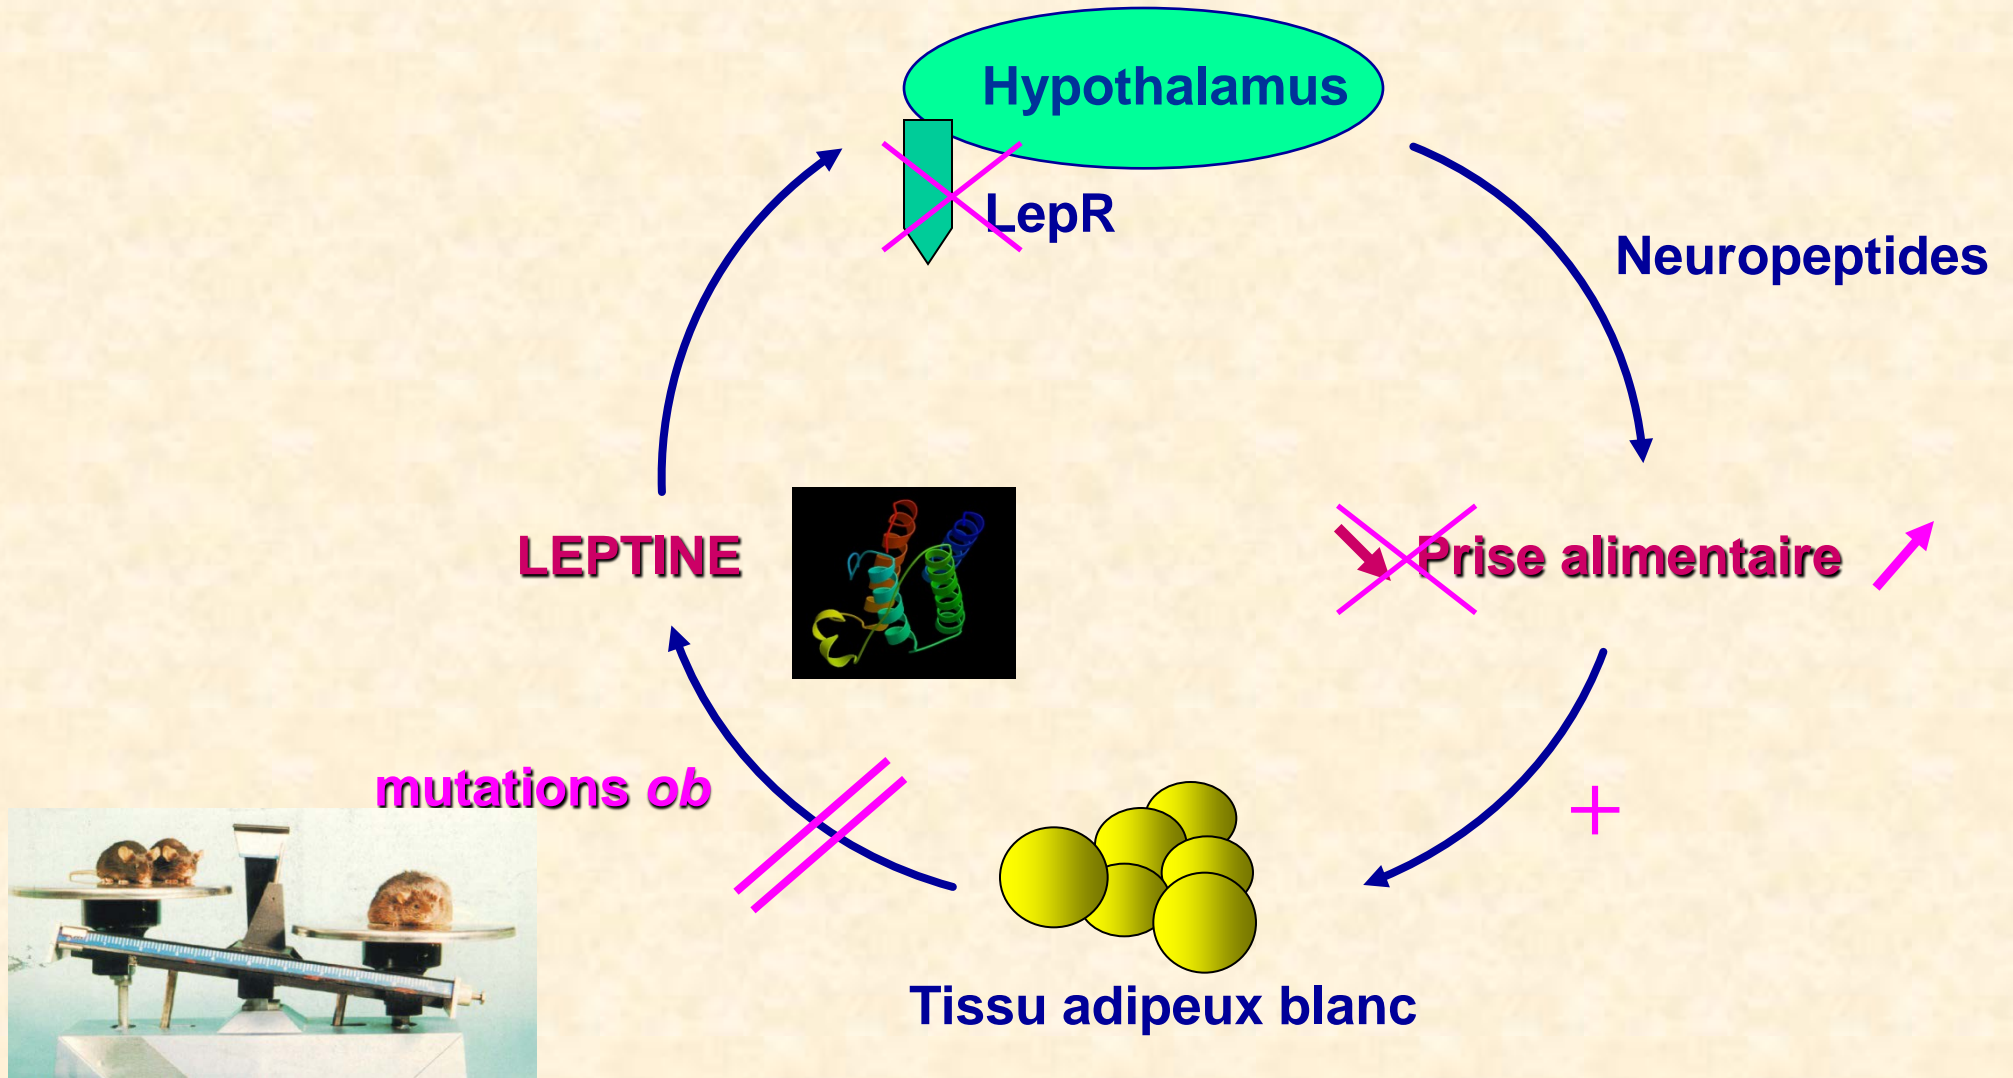 Hypothalamus
LepR
Neuropeptides
LEPTINE
Prise alimentaire
mutations ob
Tissu adipeux blanc